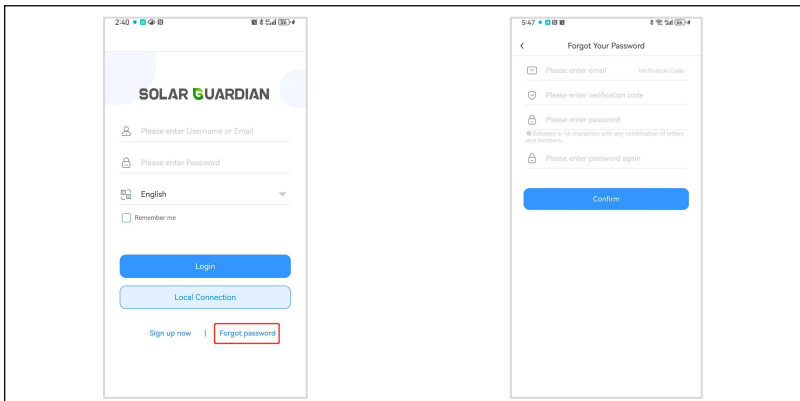 2:40
SOLAR GUARDIAN
Please enter Username or Email
Please enter Password
English
Remember me
Login
Local Connection
Sign up now | Forgot password
5:47
Forgot Your Password
Please enter email Verification Code
Please enter verification code
Please enter password
Between 6-16 characters with any combination of letters
and numbers.
Please enter password again
Confirm